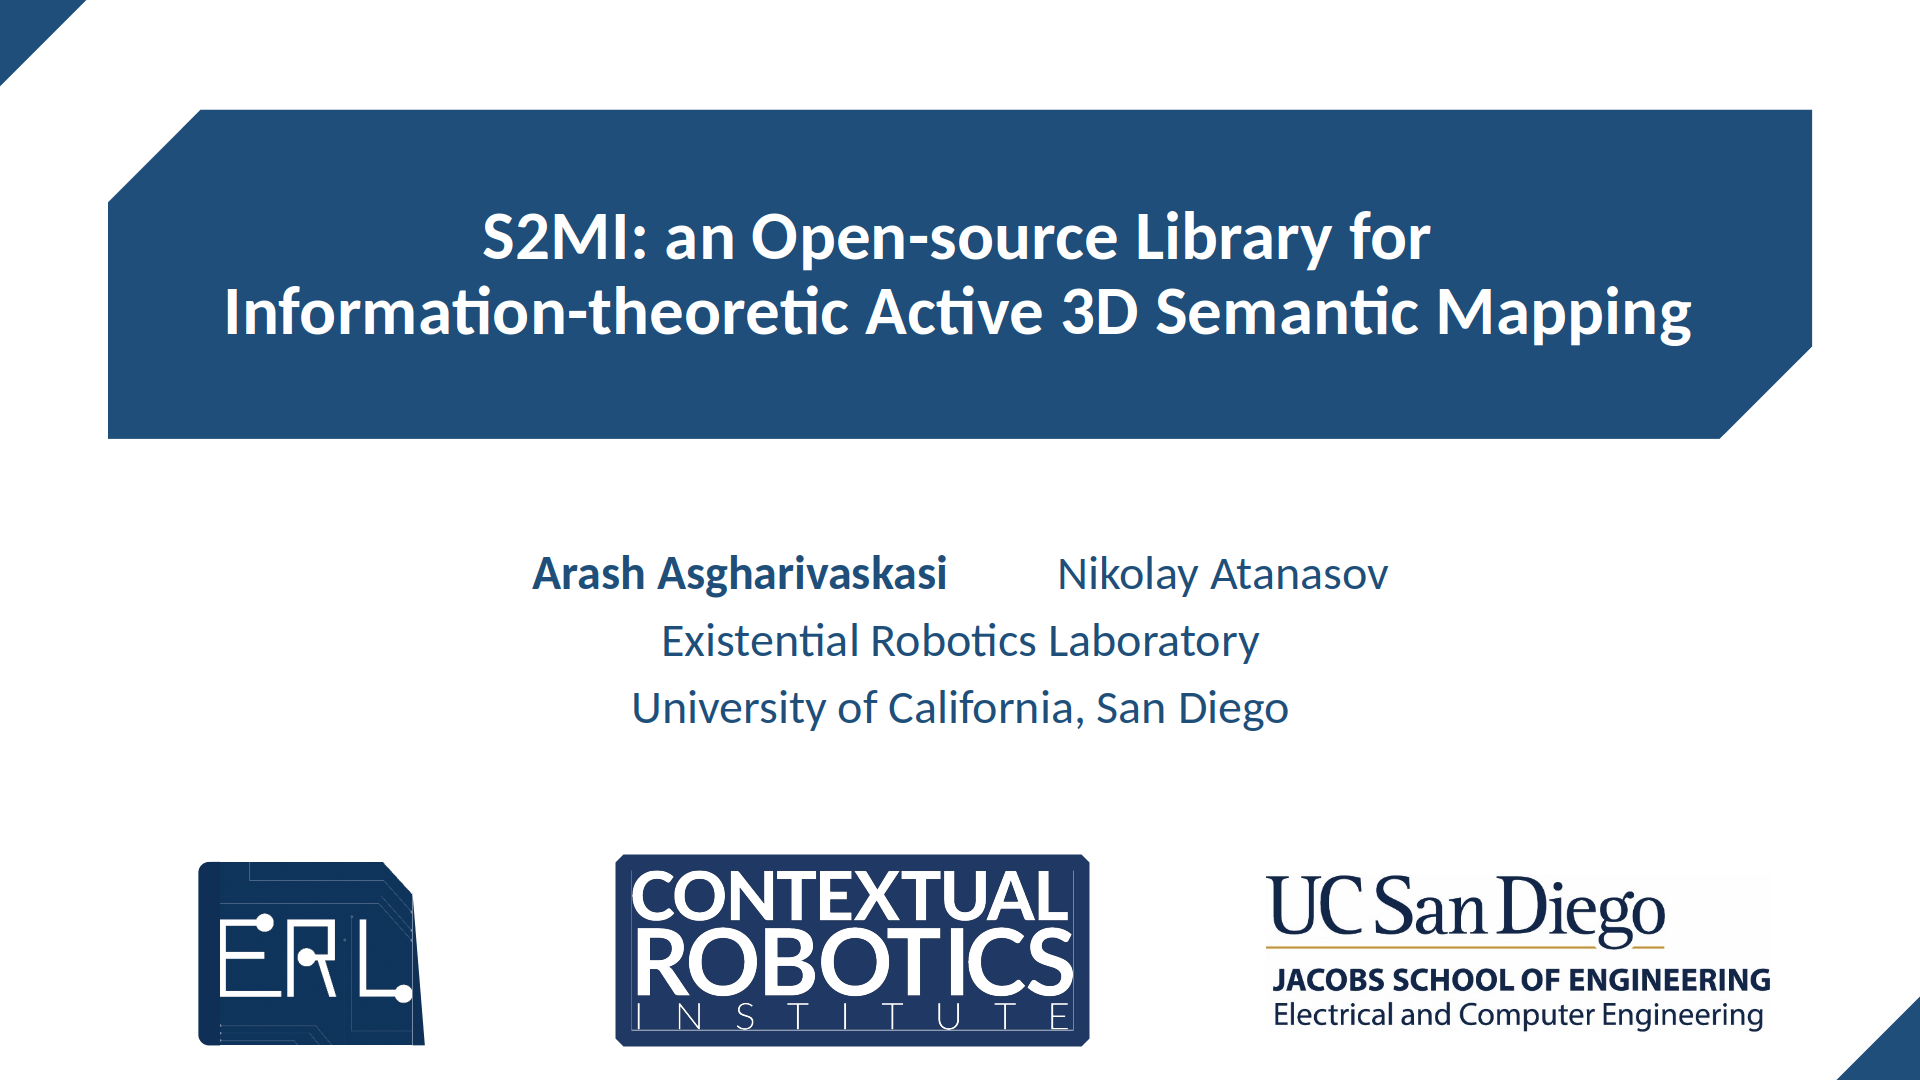 S2MI: an Open-source Library for
Information-theoretic Active 3D Semantic Mapping
Arash Asgharivaskasi Nikolay Atanasov
Existential Robotics Laboratory
University of California, San Diego
ERL
CONTEXTUAL
ROBOTICS
INSTITUTE
UC San Diego
JACOBS SCHOOL OF ENGINEERING
Electrical and Computer Engineering